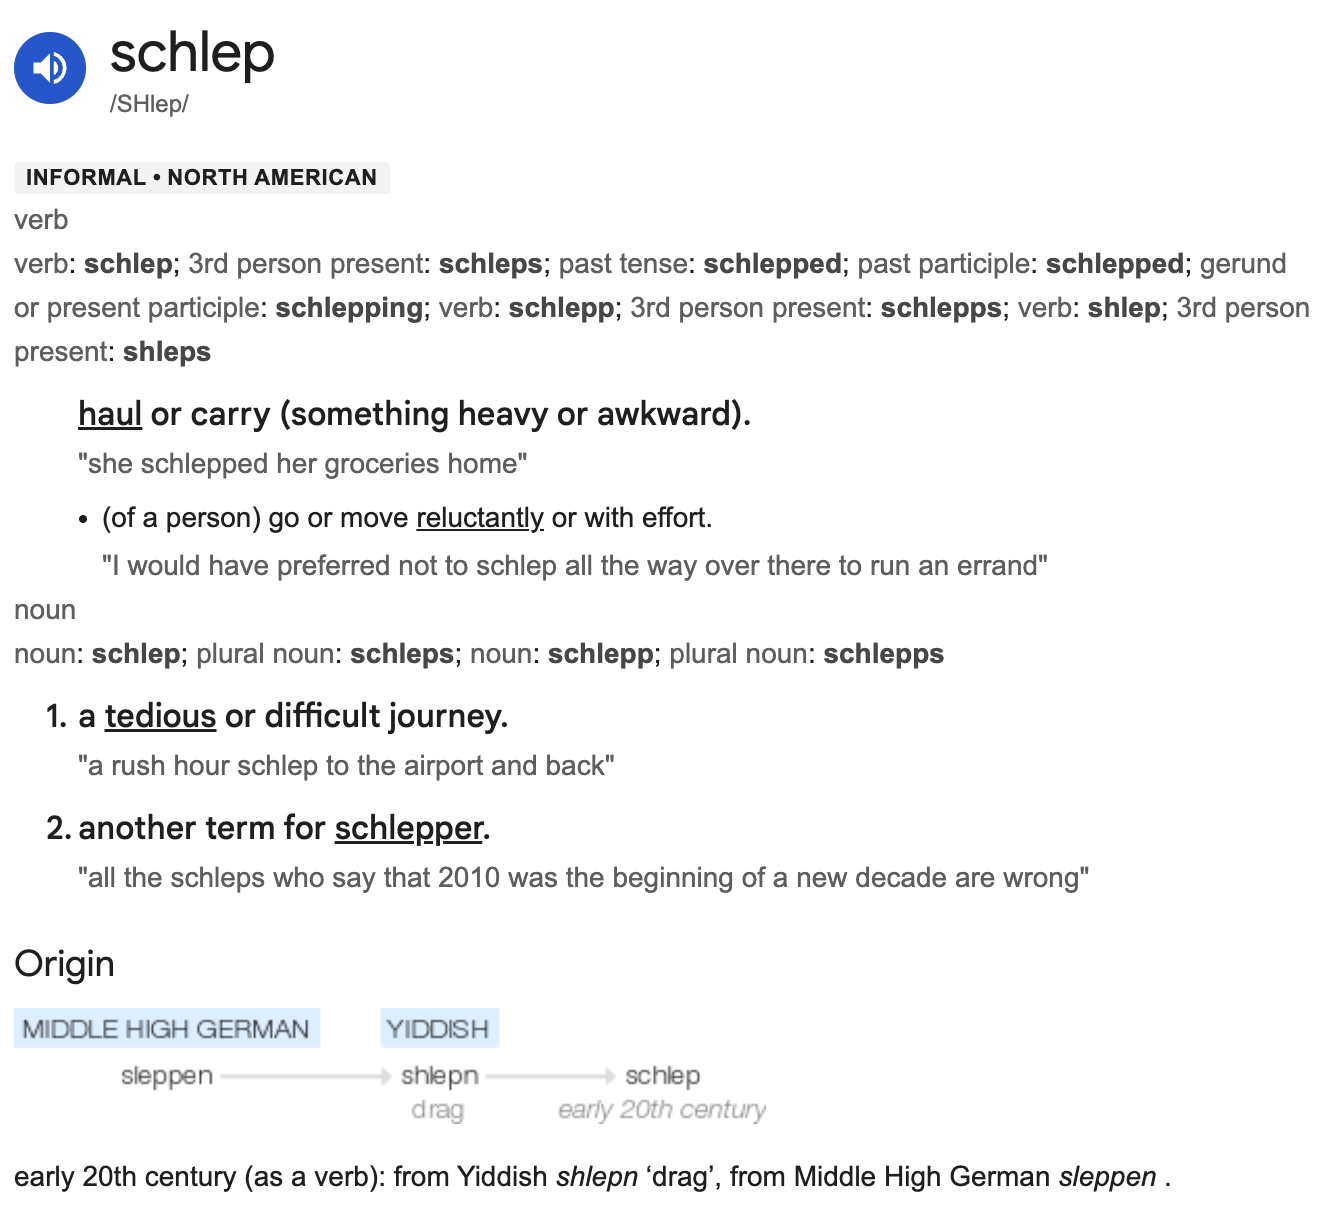 schlep
/SHlep/
INFORMAL • NORTH AMERICAN
verb
verb: schlep; 3rd person present: schleps; past tense: schlepped; past participle: schlepped; gerund
or present participle: schlepping; verb: schlepp; 3rd person present: schlepps; verb: shlep; 3rd person
present: shleps
haul or carry (something heavy or awkward).
"she schlepped her groceries home"
• (of a person) go or move reluctantly or with effort.
"I would have preferred not to schlep all the way over there to run an errand"
noun
noun: schlep; plural noun: schleps; noun: schlepp; plural noun: schlepps
1. a tedious or difficult journey.
"a rush hour schlep to the airport and back"
2. another term for schlepper.
"all the schleps who say that 2010 was the beginning of a new decade are wrong"
Origin
MIDDLE HIGH GERMAN YIDDISH
sleppen shlepn schlep
drag early 20th century
early 20th century (as a verb): from Yiddish shlepn ‘drag’, from Middle High German sleppen .